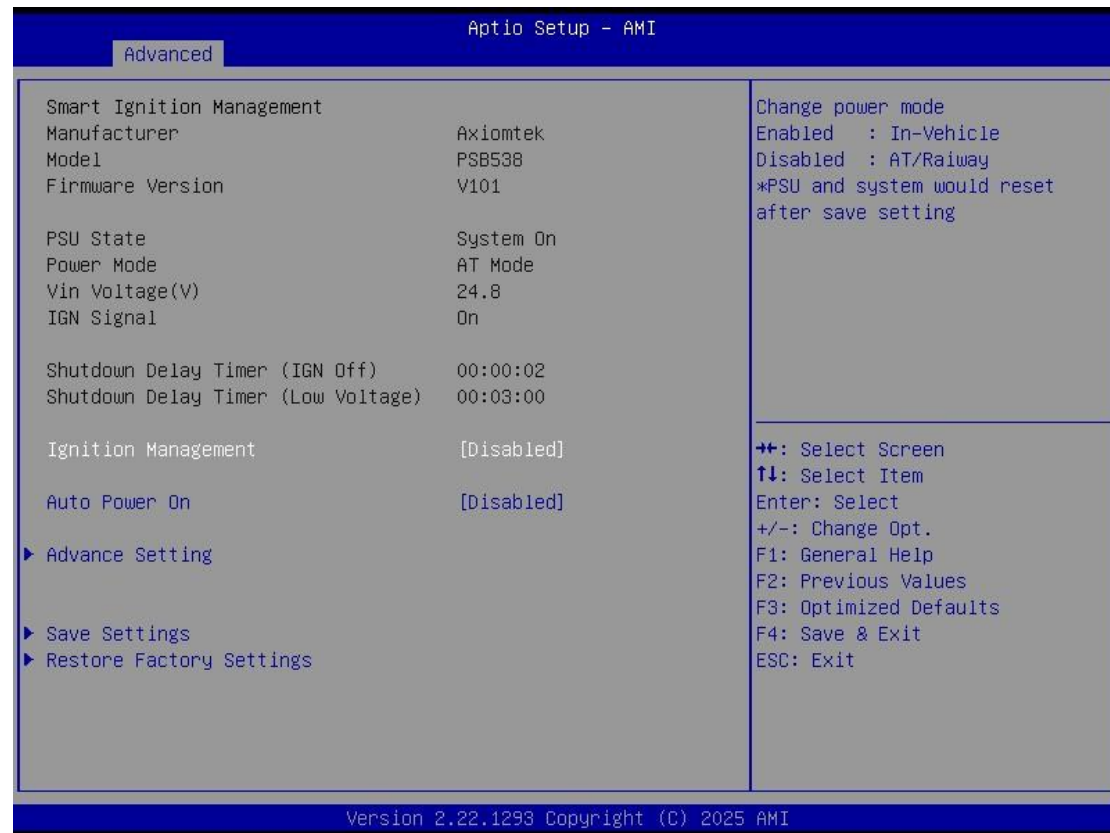 Aptio Setup – AMI
Advanced
Smart Ignition Management
Manufacturer Axiomtek
Model PSB538
Firmware Version V101
PSU State System On
Power Mode AT Mode
Vin Voltage(V) 24.8
IGN Signal On
Shutdown Delay Timer (IGN Off) 00:00:02
Shutdown Delay Timer (Low Voltage) 00:03:00
Ignition Management [Disabled]
Auto Power On [Disabled]
Advance Setting
Save Settings
Restore Factory Settings
Change power mode
Enabled : In-Vehicle
Disabled : AT/Raiway
*PSU and system would reset
after save setting
→←: Select Screen
↑↓: Select Item
Enter: Select
+/-: Change Opt.
F1: General Help
F2: Previous Values
F3: Optimized Defaults
F4: Save & Exit
ESC: Exit
Version 2.22.1293 Copyright (C) 2025 AMI